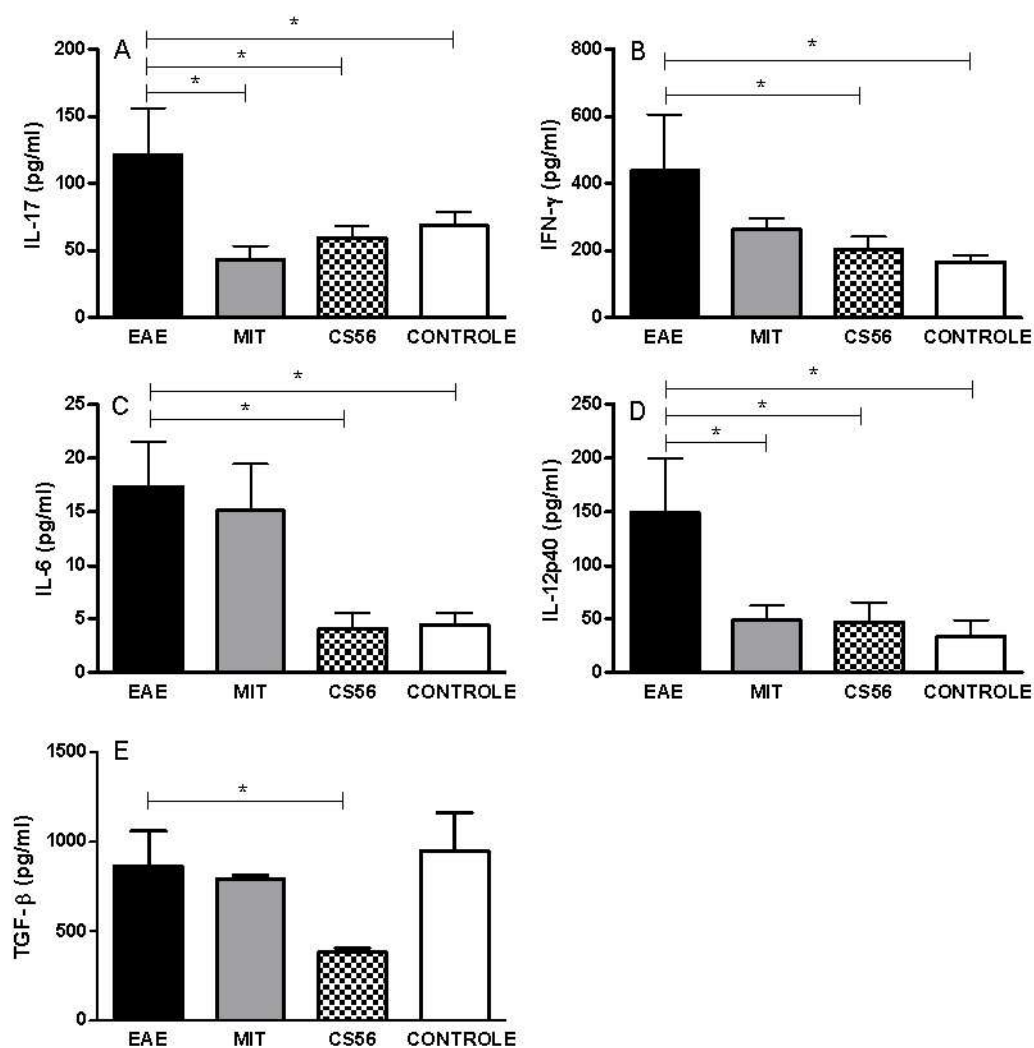 A
*
*
*
IL-17 (pg/ml)
200
150
100
50
0
EAE MIT CS56 CONTROLE
B
*
*
IFN-γ (pg/ml)
800
600
400
200
0
EAE MIT CS56 CONTROLE
C
*
*
IL-6 (pg/ml)
25
20
15
10
5
0
EAE MIT CS56 CONTROLE
D
*
*
*
IL-12p40 (pg/ml)
250
200
150
100
50
0
EAE MIT CS56 CONTROLE
E
*
TGF-β (pg/ml)
1500
1000
500
0
EAE MIT CS56 CONTROLE